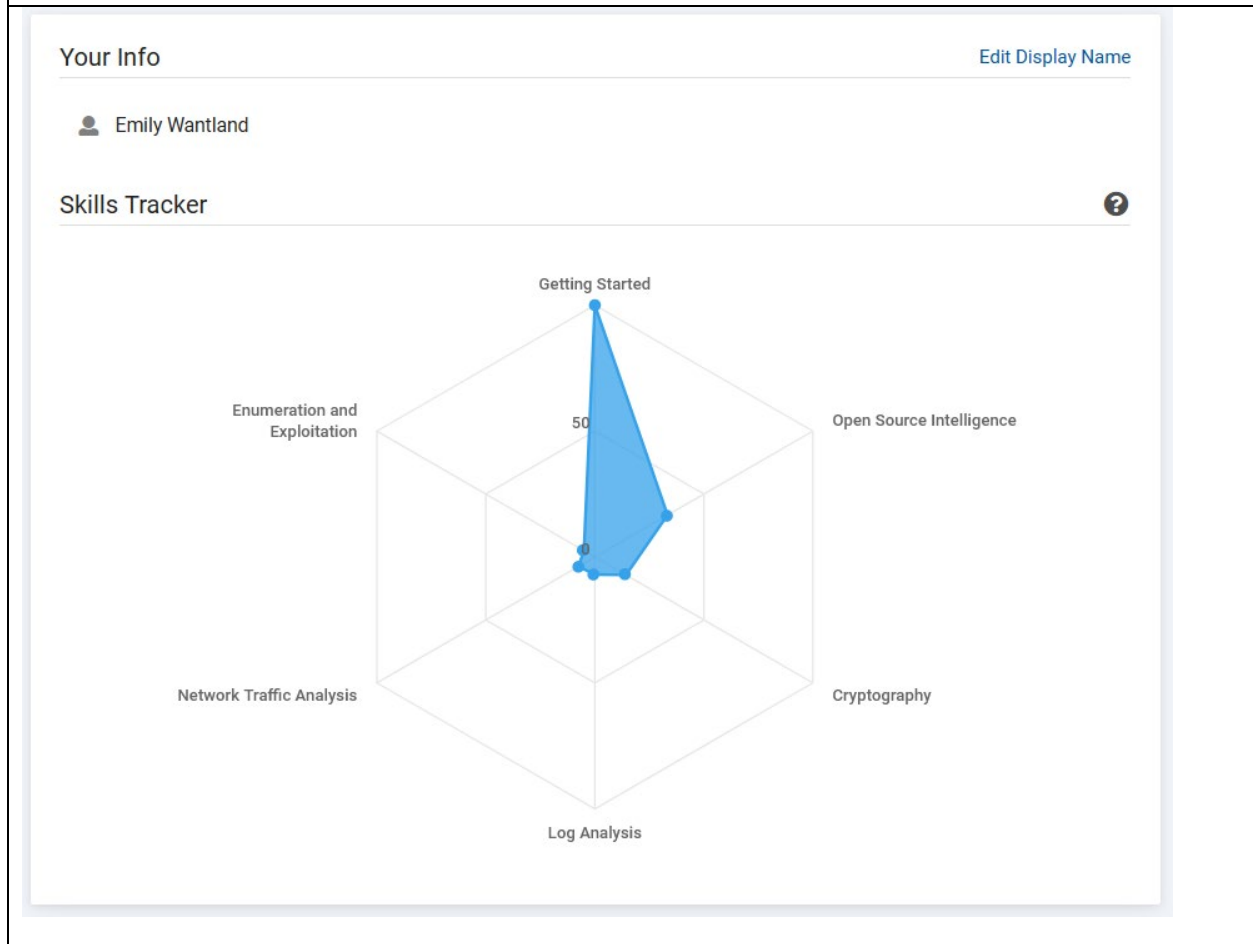 Your Info
Edit Display Name
Emily Wantland
Skills Tracker
?
Getting Started
Enumeration and
Exploitation
50
Open Source Intelligence
0
Network Traffic Analysis
Cryptography
Log Analysis